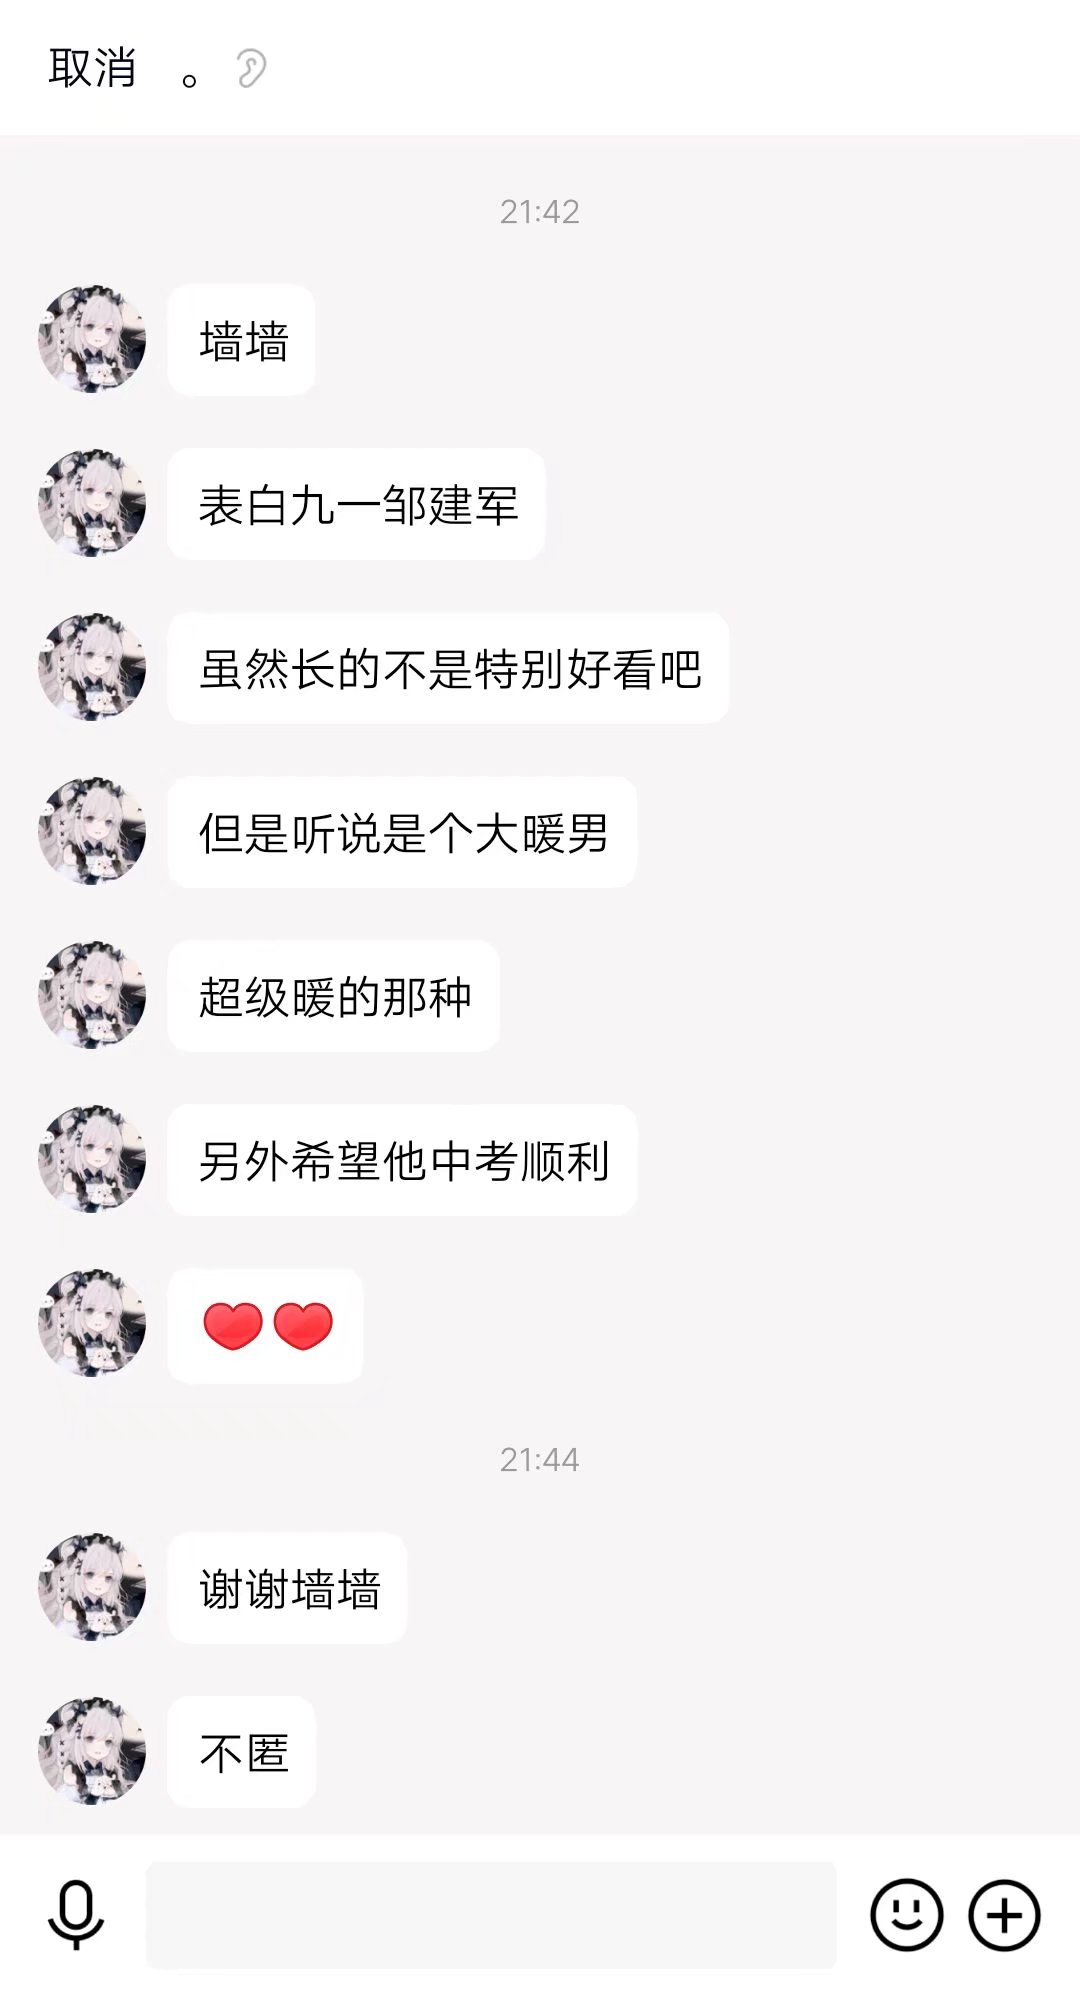 取消 。
21:42
墙墙
表白九一邹建军
虽然长的不是特别好看吧
但是听说是个大暖男
超级暖的那种
另外希望他中考顺利
❤❤
21:44
谢谢墙墙
不匿